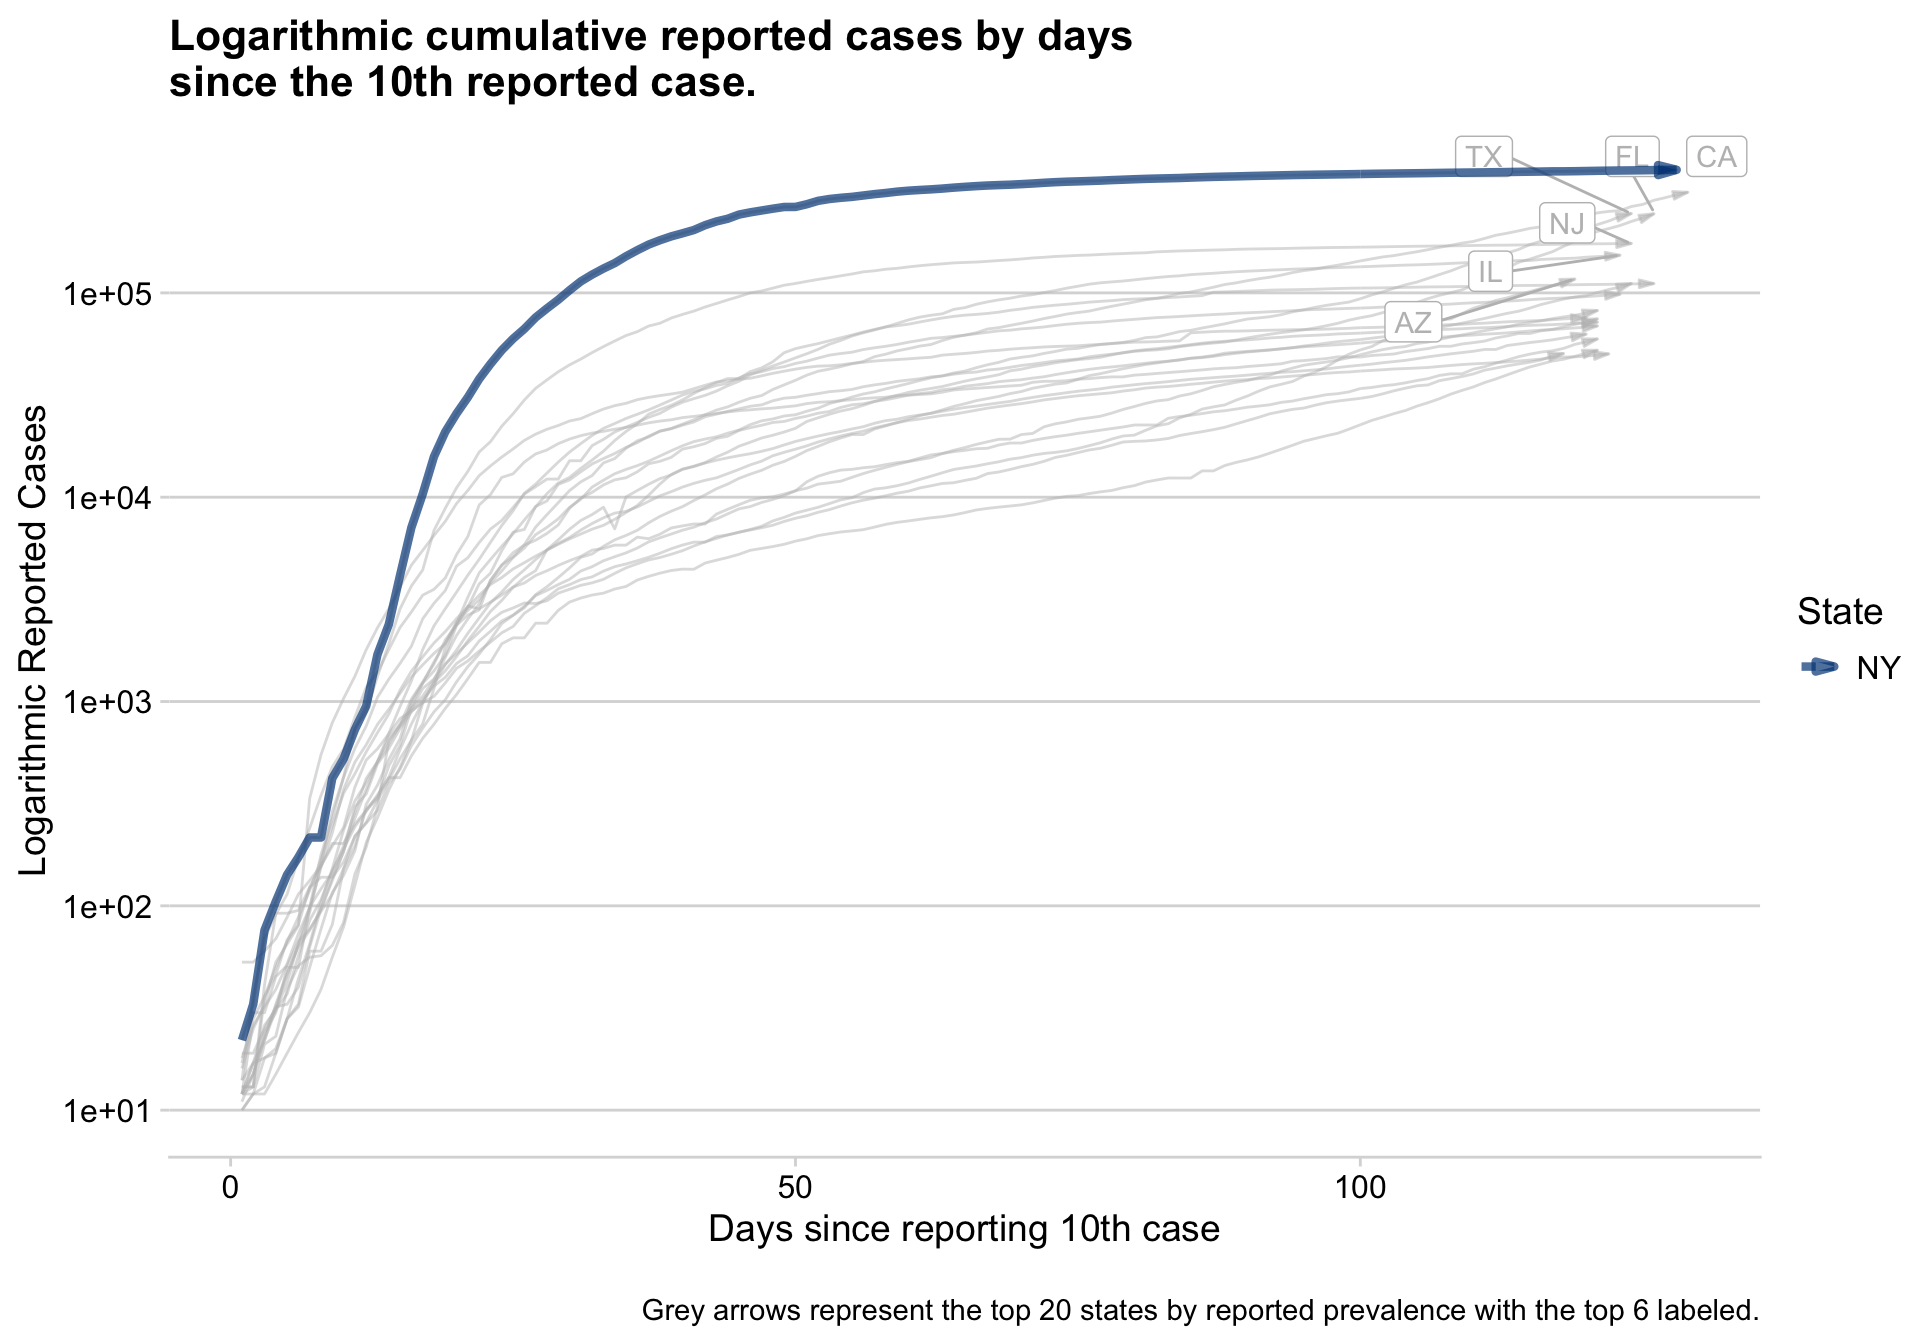 Logarithmic cumulative reported cases by days
since the 10th reported case.
TX
FL
CA
NJ
IL
AZ
1e+05
1e+04
1e+03
1e+02
1e+01
Logarithmic Reported Cases
State
NY
0
50
100
Days since reporting 10th case
Grey arrows represent the top 20 states by reported prevalence with the top 6 labeled.